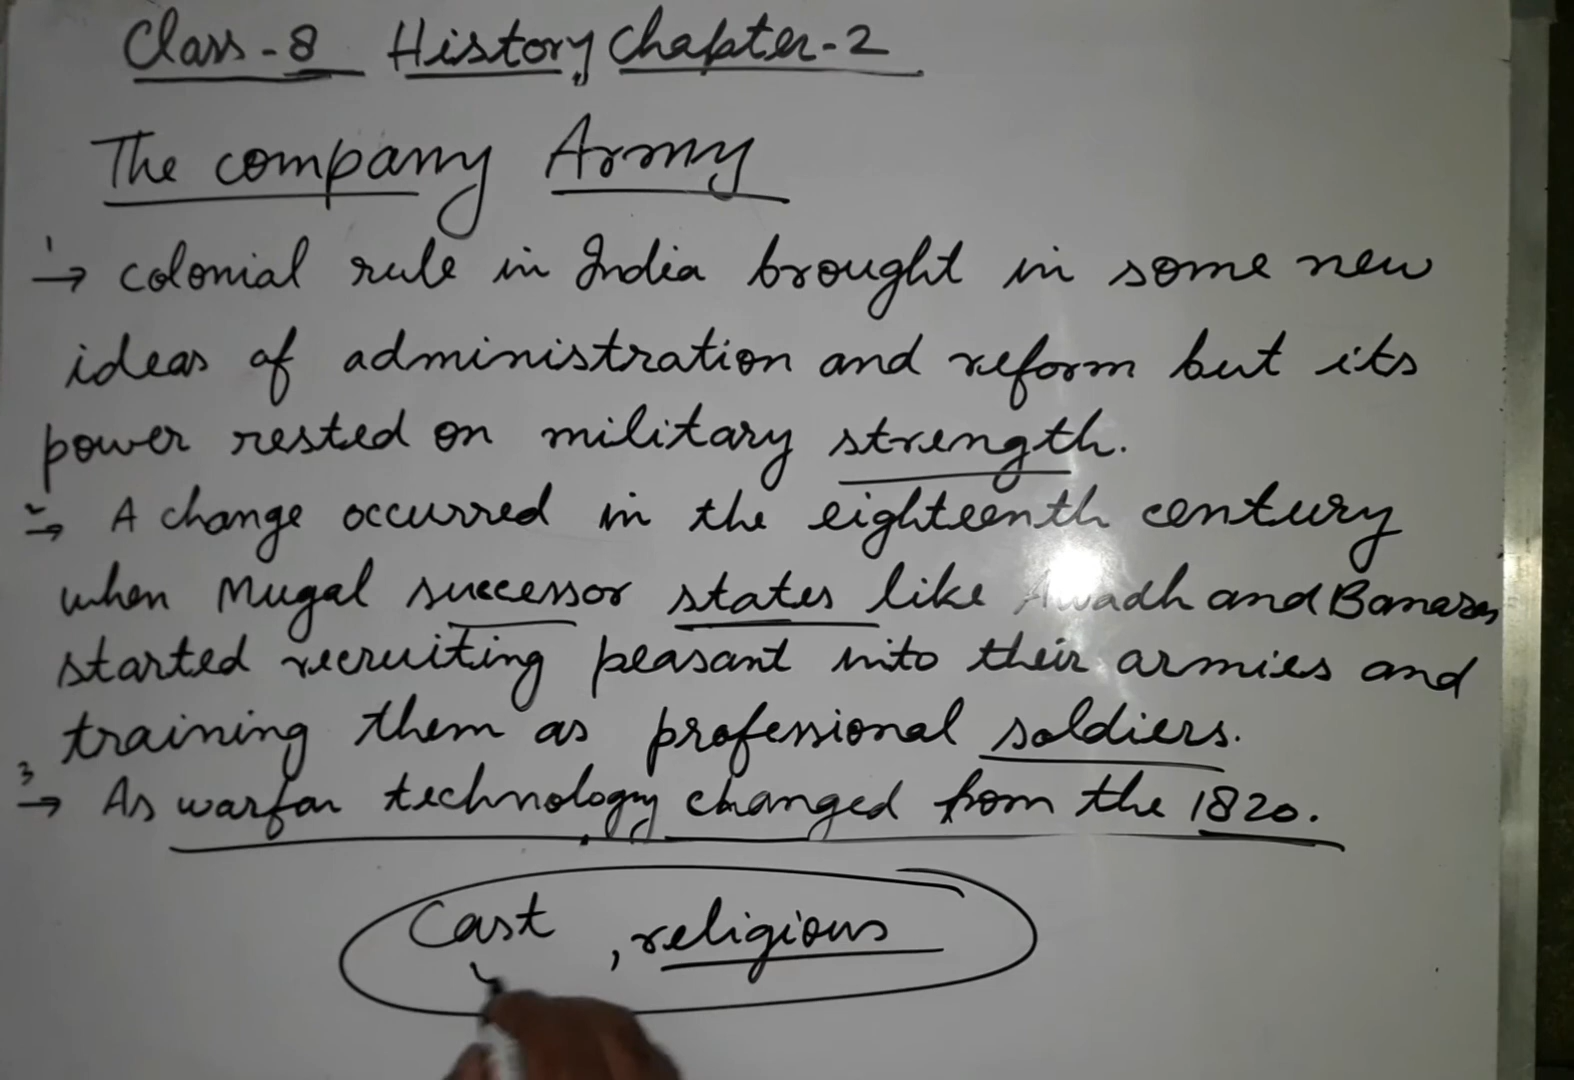 Class-8 History Chapter-2
The company Army
1 → colonial rule in India brought in some new
ideas of administration and reform but its
power rested on military strength.
2 → A change occurred in the eighteenth century
when Mugal successor states like Awadh and Banaras
started recruiting peasant into their armies and
training them as professional soldiers.
3 → As warfar technology changed from the 1820.
Cast , religious